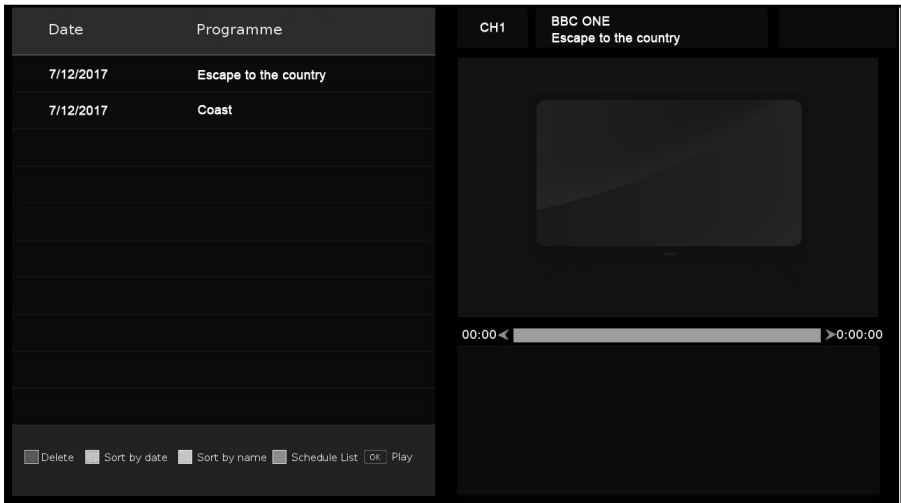 Date Programme
7/12/2017 Escape to the country
7/12/2017 Coast
Delete Sort by date Sort by name Schedule List OK Play
CH1
BBC ONE
Escape to the country
00:00 0:00:00